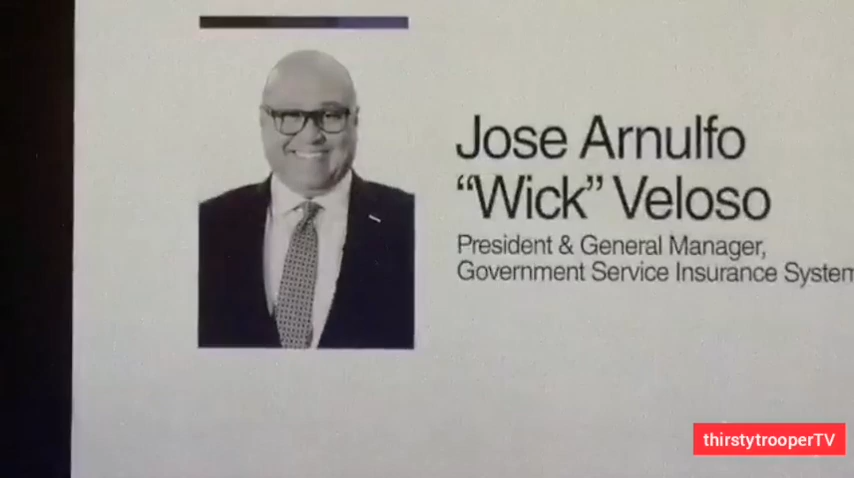 Jose Arnulfo
“Wick” Veloso
President & General Manager,
Government Service Insurance System
thirstytrooperTV